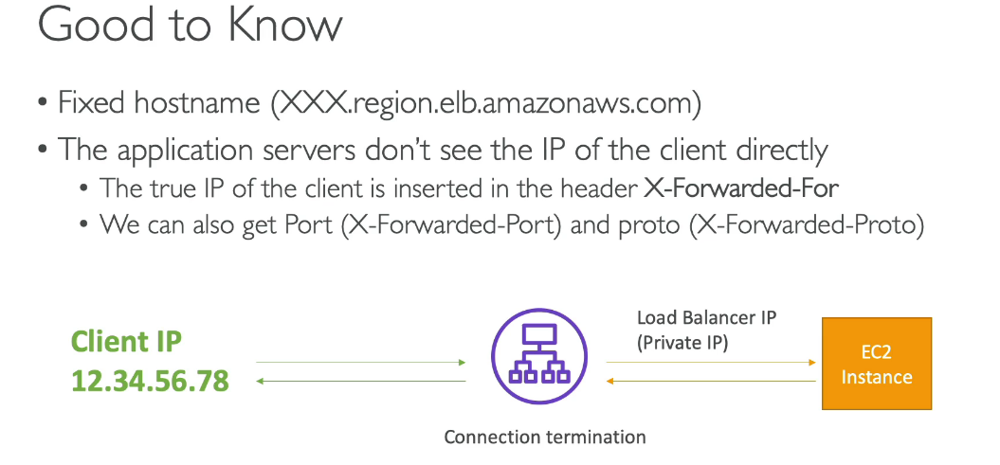 Good to Know
• Fixed hostname (XXX.region.elb.amazonaws.com)
• The application servers don’t see the IP of the client directly
• The true IP of the client is inserted in the header X-Forwarded-For
• We can also get Port (X-Forwarded-Port) and proto (X-Forwarded-Proto)
Client IP
12.34.56.78
Load Balancer IP
(Private IP)
EC2
Instance
Connection termination